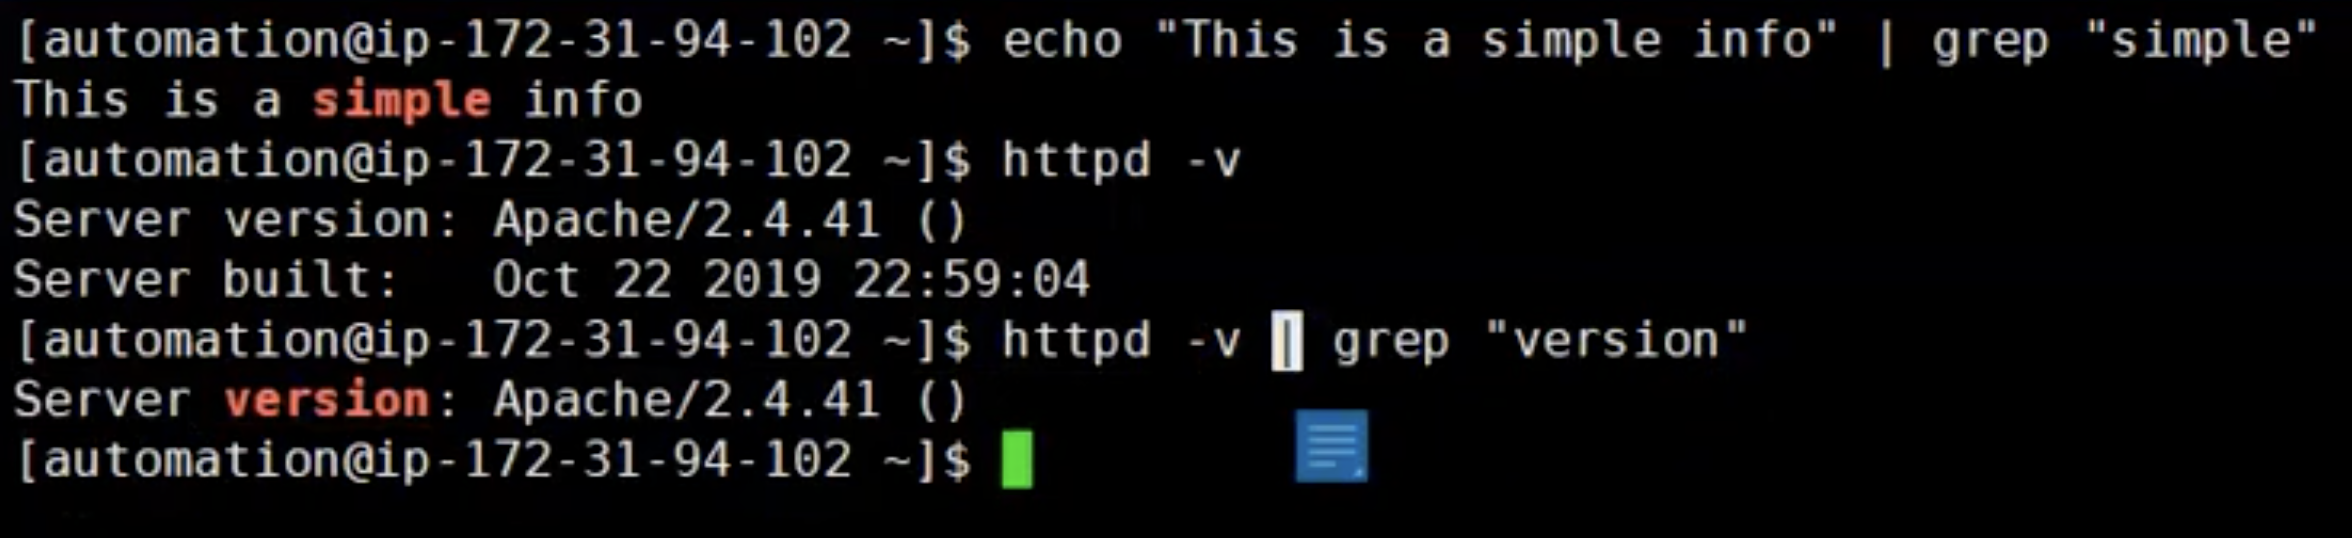 [automation@ip-172-31-94-102 ~]$ echo "This is a simple info" | grep "simple"
This is a simple info
[automation@ip-172-31-94-102 ~]$ httpd -v
Server version: Apache/2.4.41 ()
Server built:   Oct 22 2019 22:59:04
[automation@ip-172-31-94-102 ~]$ httpd -v | grep "version"
Server version: Apache/2.4.41 ()
[automation@ip-172-31-94-102 ~]$